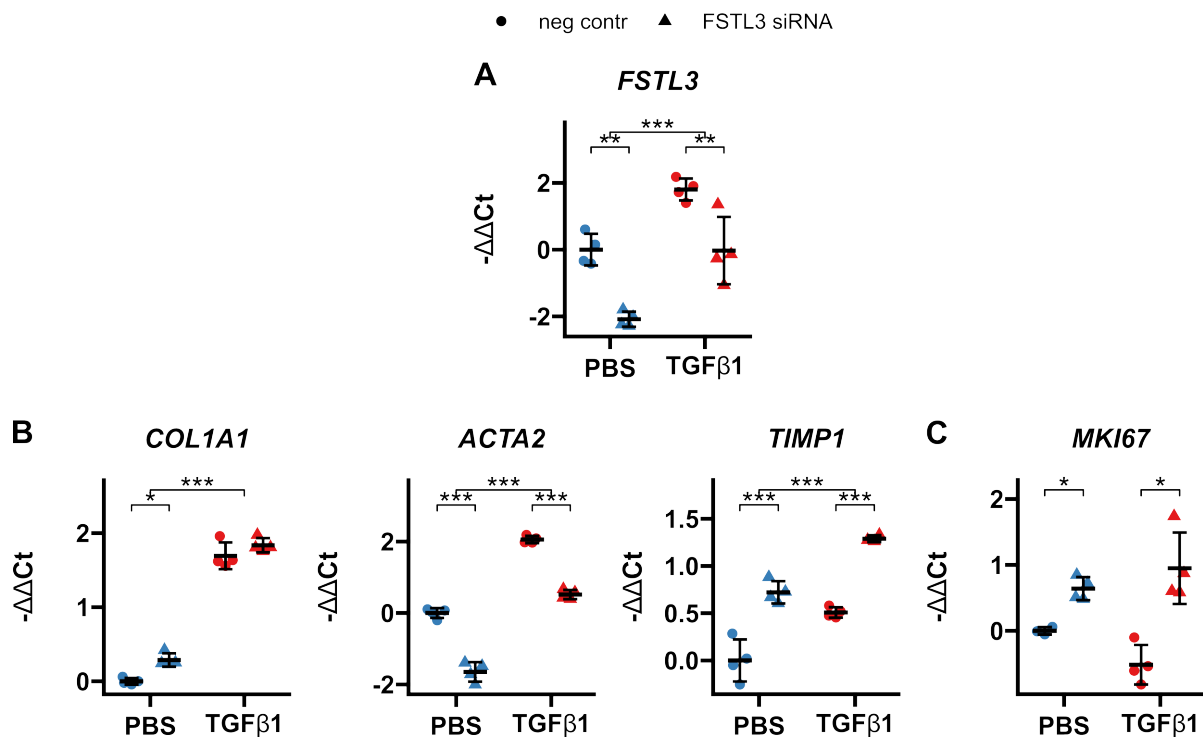 neg contr FSTL3 siRNA
A FSTL3
***
** **
2
0
-2
-ΔΔCt
PBS TGFβ1
B COL1A1
***
*
2
1
0
-ΔΔCt
PBS TGFβ1
ACTA2
***
*** ***
2
0
-2
-ΔΔCt
PBS TGFβ1
TIMP1
***
*** ***
1.5
1.0
0.5
0.0
-ΔΔCt
PBS TGFβ1
C MKI67
* *
2
1
0
-ΔΔCt
PBS TGFβ1